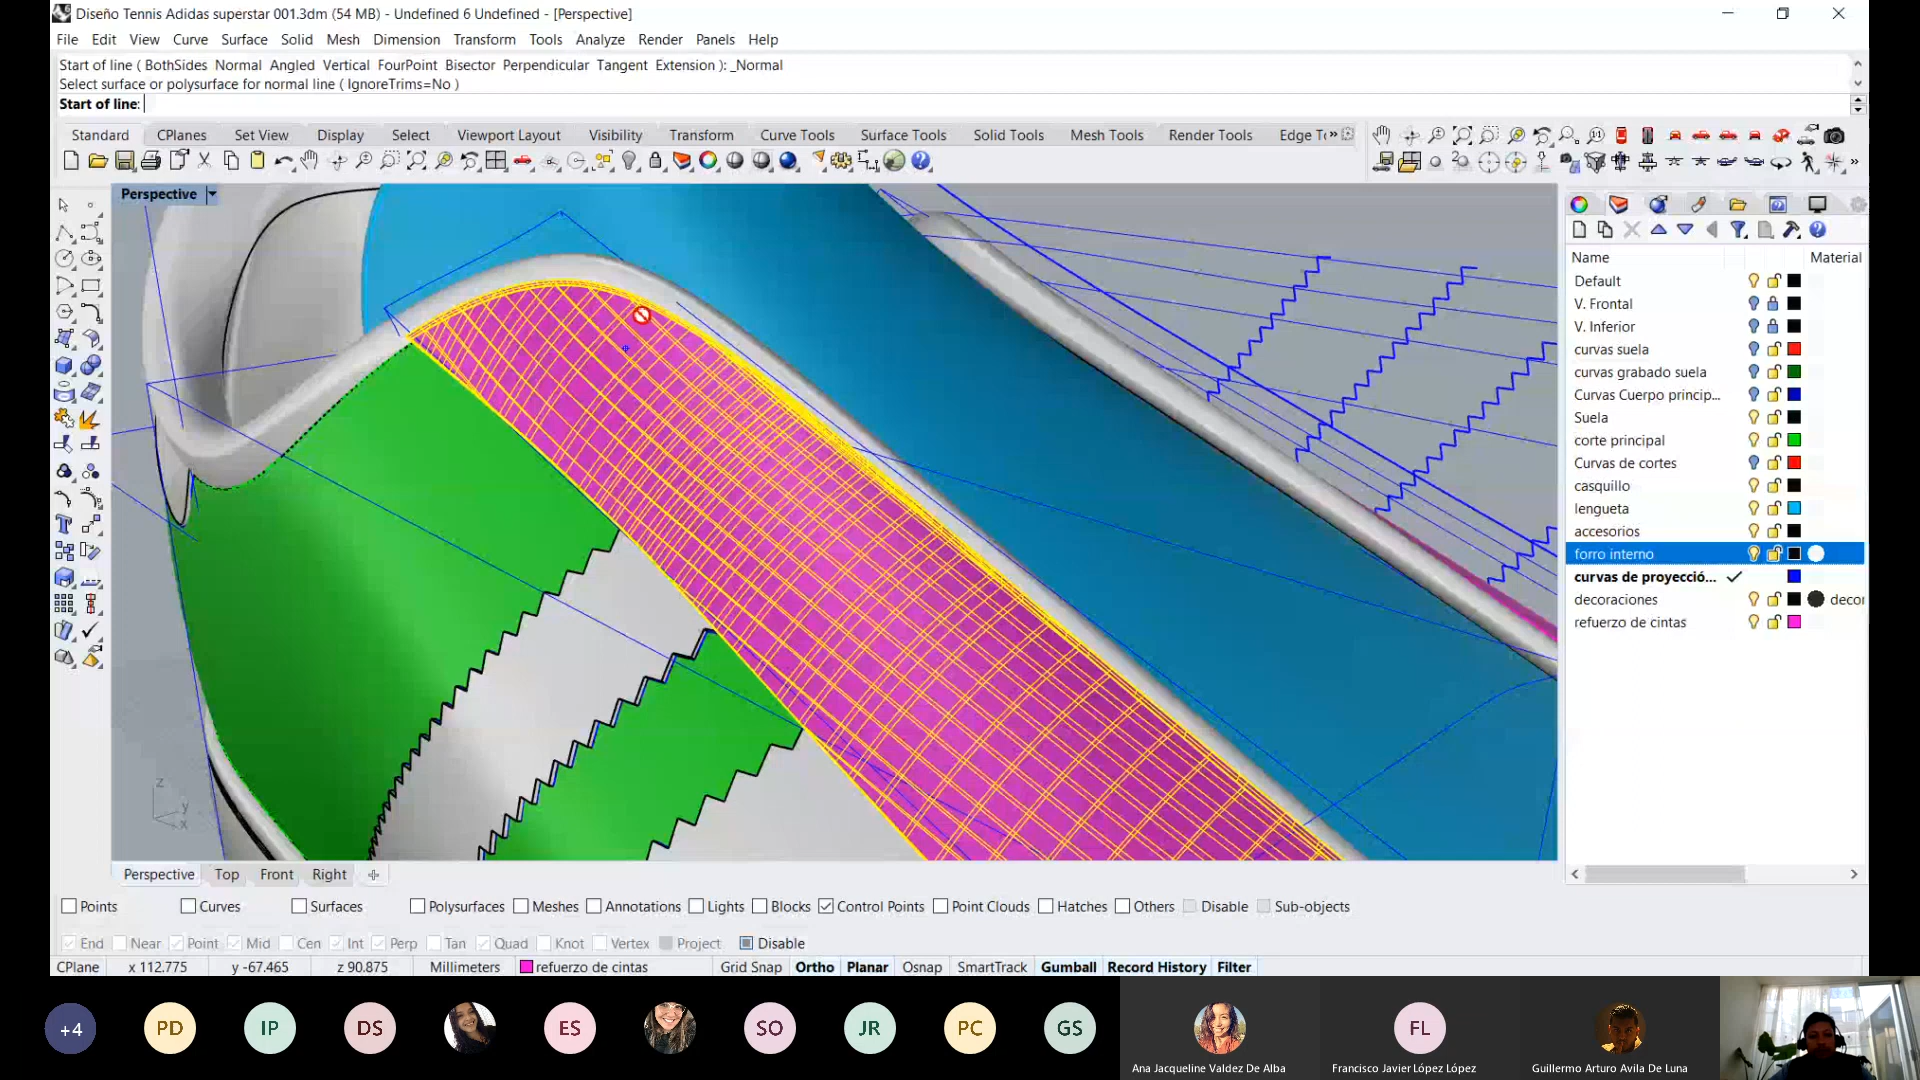 Diseño Tennis Adidas superstar 001.3dm (54 MB) - Undefined 6 Undefined - [Perspective]
File Edit View Curve Surface Solid Mesh Dimension Transform Tools Analyze Render Panels Help
Start of line ( BothSides Normal Angled Vertical FourPoint Bisector Perpendicular Tangent Extension ): _Normal
Select surface or polysurface for normal line ( IgnoreTrims=No )
Start of line:
Standard CPlanes Set View Display Select Viewport Layout Visibility Transform Curve Tools Surface Tools Solid Tools Mesh Tools Render Tools Edge T
Perspective
Name Material
Default
V. Frontal
V. Inferior
curvas suela
curvas grabado suela
Curvas Cuerpo princip...
Suela
corte principal
Curvas de cortes
casquillo
lengueta
accesorios
forro interno
curvas de proyecció...
decoraciones decor
refuerzo de cintas
z
y
x
Perspective Top Front Right
Points Curves Surfaces Polysurfaces Meshes Annotations Lights Blocks Control Points Point Clouds Hatches Others Disable Sub-objects
End Near Point Mid Cen Int Perp Tan Quad Knot Vertex Project Disable
CPlane x 112.775 y -67.465 z 90.875 Millimeters refuerzo de cintas Grid Snap Ortho Planar Osnap SmartTrack Gumball Record History Filter
+4 PD IP DS ES SO JR PC GS FL
Ana Jacqueline Valdez De Alba Francisco Javier López López Guillermo Arturo Avila De Luna